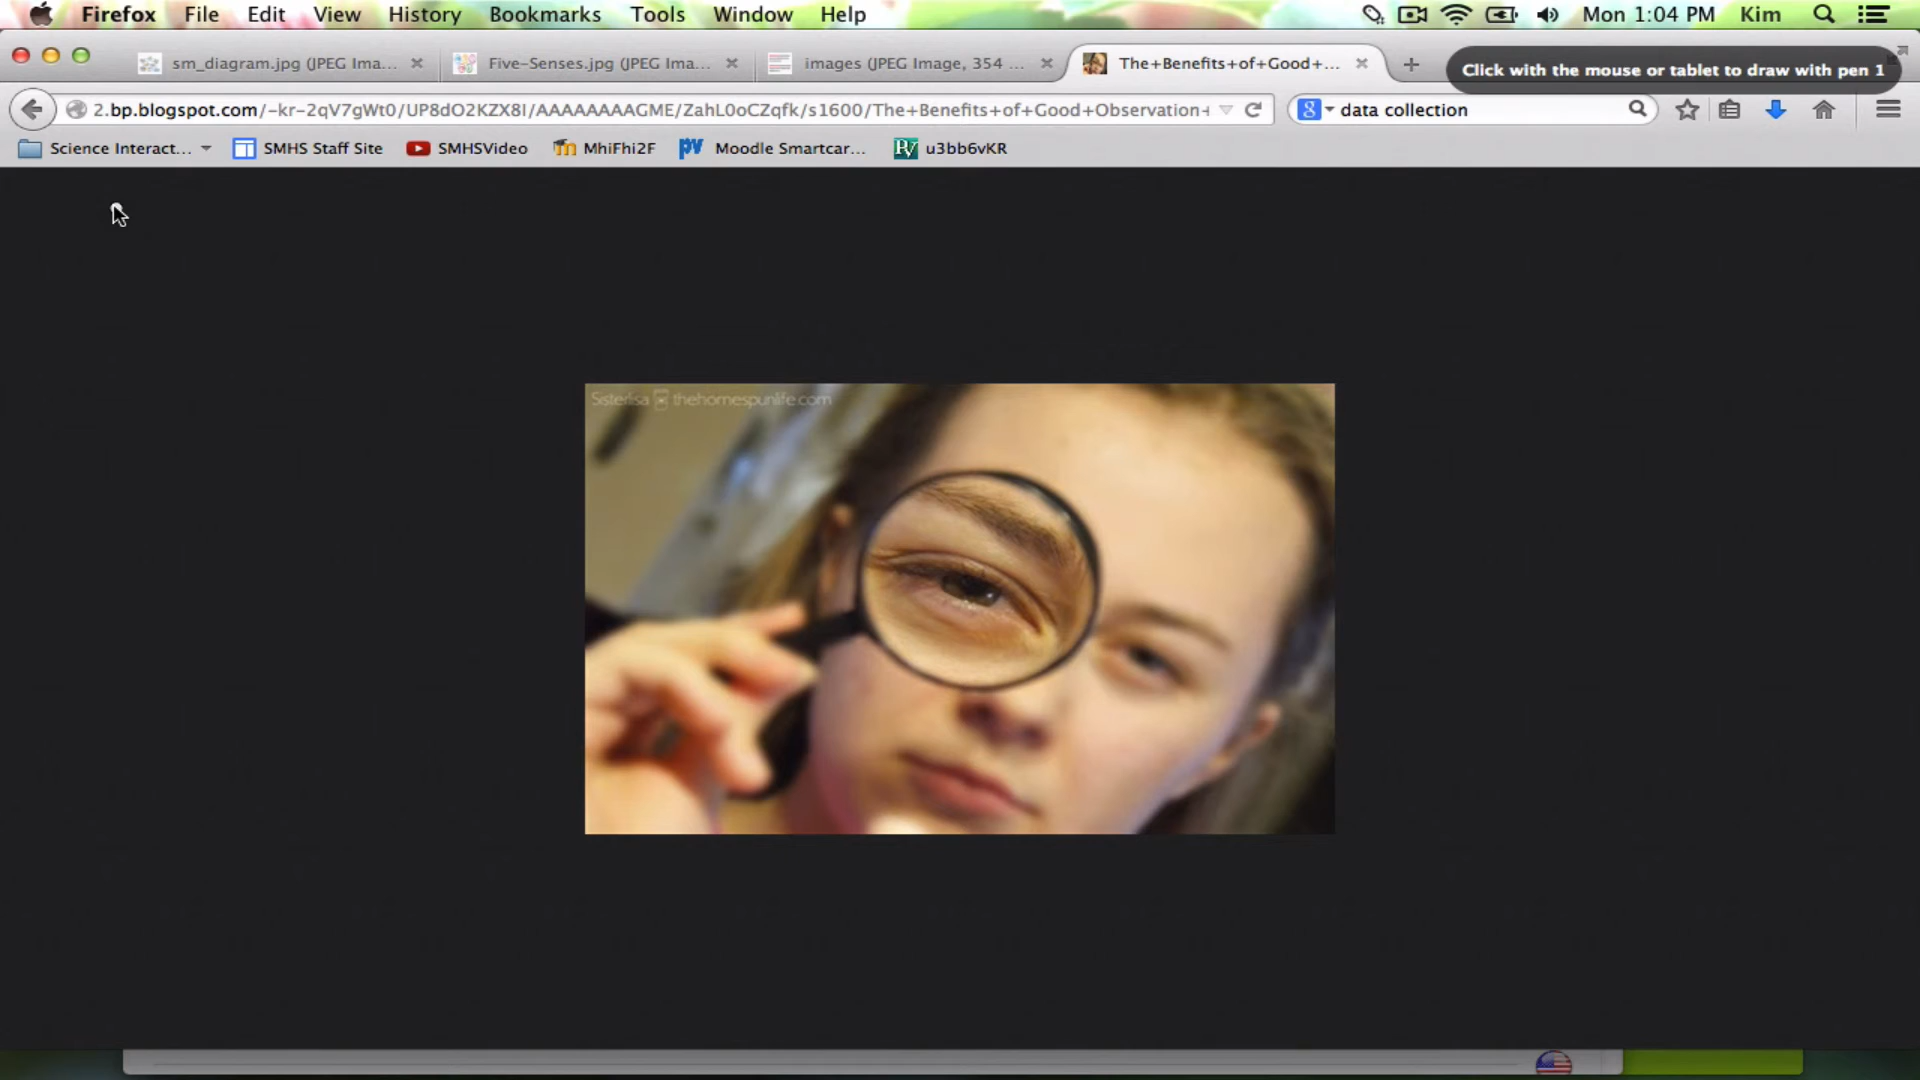 Firefox File Edit View History Bookmarks Tools Window Help Mon 1:04 PM Kim
sm_diagram.jpg (JPEG Ima... Five-Senses.jpg (JPEG Ima... images (JPEG Image, 354 ... The+Benefits+of+Good+...
Click with the mouse or tablet to draw with pen 1
2.bp.blogspot.com/-kr-2qV7gWt0/UP8dO2KZX8I/AAAAAAAAGME/ZahL0oCZqfk/s1600/The+Benefits+of+Good+Observation+ data collection
Science Interact... SMHS Staff Site SMHSVideo MhiFhi2F Moodle Smartcar... u3bb6vKR
Sisterlisa thehomespunlife.com